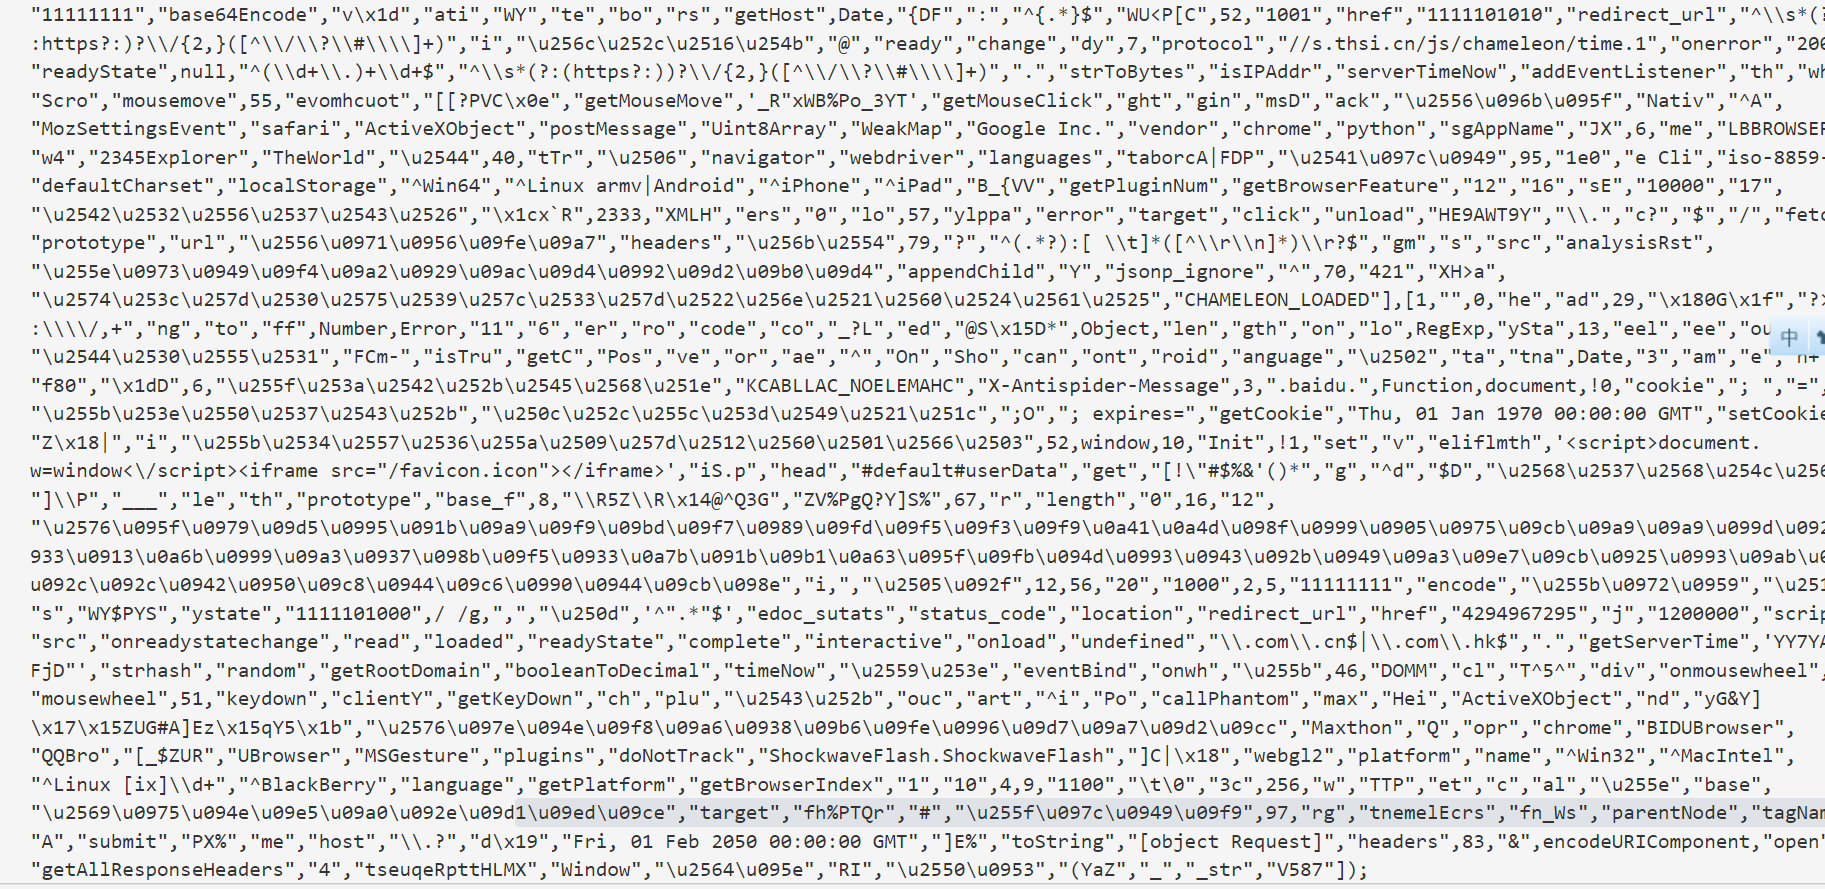 "11111111","base64Encode","v\x1d","ati","WY","te","bo","rs","getHost",Date,"{DF",":","^{.*}$","WU<P[C",52,"1001","href","1111101010","redirect_url","^\\s*(?
:https?:)?\\/{2,}([^\\/\\?\\#\\\\]+)","i","\u256c\u252c\u2516\u254b","@","ready","change","dy",7,"protocol","//s.thsi.cn/js/chameleon/time.1","onerror","200
"readyState",null,"^(\\d+\\.)+\\d+$","^\\s*(?:(https?:))?\\/{2,}([^\\/\\?\\#\\\\]+)",".","strToBytes","isIPAddr","serverTimeNow","addEventListener","th","wh
"Scro","mousemove",55,"evomhcuot","[[?PVC\x0e","getMouseMove",'_R"xWB%Po_3YT',"getMouseClick","ght","gin","msD","ack","\u2556\u096b\u095f","Nativ","^A",
"MozSettingsEvent","safari","ActiveXObject","postMessage","Uint8Array","WeakMap","Google Inc.","vendor","chrome","python","sgAppName","JX",6,"me","LBBROWSER
"w4","2345Explorer","TheWorld","\u2544",40,"tTr","\u2506","navigator","webdriver","languages","taborcA|FDP","\u2541\u097c\u0949",95,"1e0","e Cli","iso-8859-
"defaultCharset","localStorage","^Win64","^Linux armv|Android","^iPhone","^iPad","B_{VV","getPluginNum","getBrowserFeature","12","16","sE","10000","17",
"\u2542\u2532\u2556\u2537\u2543\u2526","\x1cx`R",2333,"XMLH","ers","0","lo",57,"ylppa","error","target","click","unload","HE9AWT9Y","\\.","c?","$","/","fetc
"prototype","url","\u2556\u0971\u0956\u09fe\u09a7","headers","\u256b\u2554",79,"?","^(.*?):[ \\t]*([^\\r\\n]*)\\r?$","gm","s","src","analysisRst",
"\u255e\u0973\u0949\u09f4\u09a2\u0929\u09ac\u09d4\u0992\u09d2\u09b0\u09d4","appendChild","Y","jsonp_ignore","^",70,"421","XH>a",
"\u2574\u253c\u257d\u2530\u2575\u2539\u257c\u2533\u257d\u2522\u256e\u2521\u2560\u2524\u2561\u2525","CHAMELEON_LOADED"],[1,"",0,"he","ad",29,"\x180G\x1f","?>
:\\\\/,+","ng","to","ff",Number,Error,"11","6","er","ro","code","co","_?L","ed","@S\x15D*",Object,"len","gth","on","lo",RegExp,"ySta",13,"eel","ee","ou
"\u2544\u2530\u2555\u2531","FCm-","isTru","getC","Pos","ve","or","ae","^","On","Sho","can","ont","roid","anguage","\u2502","ta","tna",Date,"3","am","e","n+
"f80","\x1dD",6,"\u255f\u253a\u2542\u252b\u2545\u2568\u251e","KCABLLAC_NOELEMAHC","X-Antispider-Message",3,".baidu.",Function,document,!0,"cookie","; ","=",
"\u255b\u253e\u2550\u2537\u2543\u252b","\u250c\u252c\u255c\u253d\u2549\u2521\u251c",";O","; expires=","getCookie","Thu, 01 Jan 1970 00:00:00 GMT","setCookie
"Z\x18|","i","\u255b\u2534\u2557\u2536\u255a\u2509\u257d\u2512\u2560\u2501\u2566\u2503",52,window,10,"Init",!1,"set","v","eliflmth",'<script>document.
w=window<\/script><iframe src="/favicon.icon"></iframe>',"iS.p","head","#default#userData","get","[!\"#$%&'()*","g","^d","$D","\u2568\u2537\u2568\u254c\u256
"]\\P","___","le","th","prototype","base_f",8,"\\R5Z\\R\x14@^Q3G","ZV%PgQ?Y]S%",67,"r","length","0",16,"12",
"\u2576\u095f\u0979\u09d5\u0995\u091b\u09a9\u09f9\u09bd\u09f7\u0989\u09fd\u09f5\u09f3\u09f9\u0a41\u0a4d\u098f\u0999\u0905\u0975\u09cb\u09a9\u09a9\u099d\u092
933\u0913\u0a6b\u0999\u09a3\u0937\u098b\u09f5\u0933\u0a7b\u091b\u09b1\u0a63\u095f\u09fb\u094d\u0993\u0943\u092b\u0949\u09a3\u09e7\u09cb\u0925\u0993\u09ab\u0
u092c\u092c\u0942\u0950\u09c8\u0944\u09c6\u0990\u0944\u09cb\u098e","i,","\u2505\u092f",12,56,"20","1000",2,5,"11111111","encode","\u255b\u0972\u0959","\u251
"s","WY$PYS","ystate","1111101000",/ /g,",","\u250d",'^".*"$',"edoc_sutats","status_code","location","redirect_url","href","4294967295","j","1200000","scrip
"src","onreadystatechange","read","loaded","readyState","complete","interactive","onload","undefined","\\.com\\.cn$|\\.com\\.hk$",".","getServerTime",'YY7YA
FjD"',"strhash","random","getRootDomain","booleanToDecimal","timeNow","\u2559\u253e","eventBind","onwh","\u255b",46,"DOMM","cl","T^5^","div","onmousewheel",
"mousewheel",51,"keydown","clientY","getKeyDown","ch","plu","\u2543\u252b","ouc","art","^i","Po","callPhantom","max","Hei","ActiveXObject","nd","yG&Y]
\x17\x15ZUG#A]Ez\x15qY5\x1b","\u2576\u097e\u094e\u09f8\u09a6\u0938\u09b6\u09fe\u0996\u09d7\u09a7\u09d2\u09cc","Maxthon","Q","opr","chrome","BIDUBrowser",
"QQBro","[_$ZUR","UBrowser","MSGesture","plugins","doNotTrack","ShockwaveFlash.ShockwaveFlash","]C|\x18","webgl2","platform","name","^Win32","^MacIntel",
"^Linux [ix]\\d+","^BlackBerry","language","getPlatform","getBrowserIndex","1","10",4,9,"1100","\t\0","3c",256,"w","TTP","et","c","al","\u255e","base",
"\u2569\u0975\u094e\u09e5\u09a0\u092e\u09d1\u09ed\u09ce","target","fh%PTQr","#","\u255f\u097c\u0949\u09f9",97,"rg","tnemelEcrs","fn_Ws","parentNode","tagNam
"A","submit","PX%","me","host","\\.?","d\x19","Fri, 01 Feb 2050 00:00:00 GMT","]E%","toString","[object Request]","headers",83,"&",encodeURIComponent,"open"
"getAllResponseHeaders","4","tseuqeRpttHLMX","Window","\u2564\u095e","RI","\u2550\u0953","(YaZ","_","_str","V587"]);
中